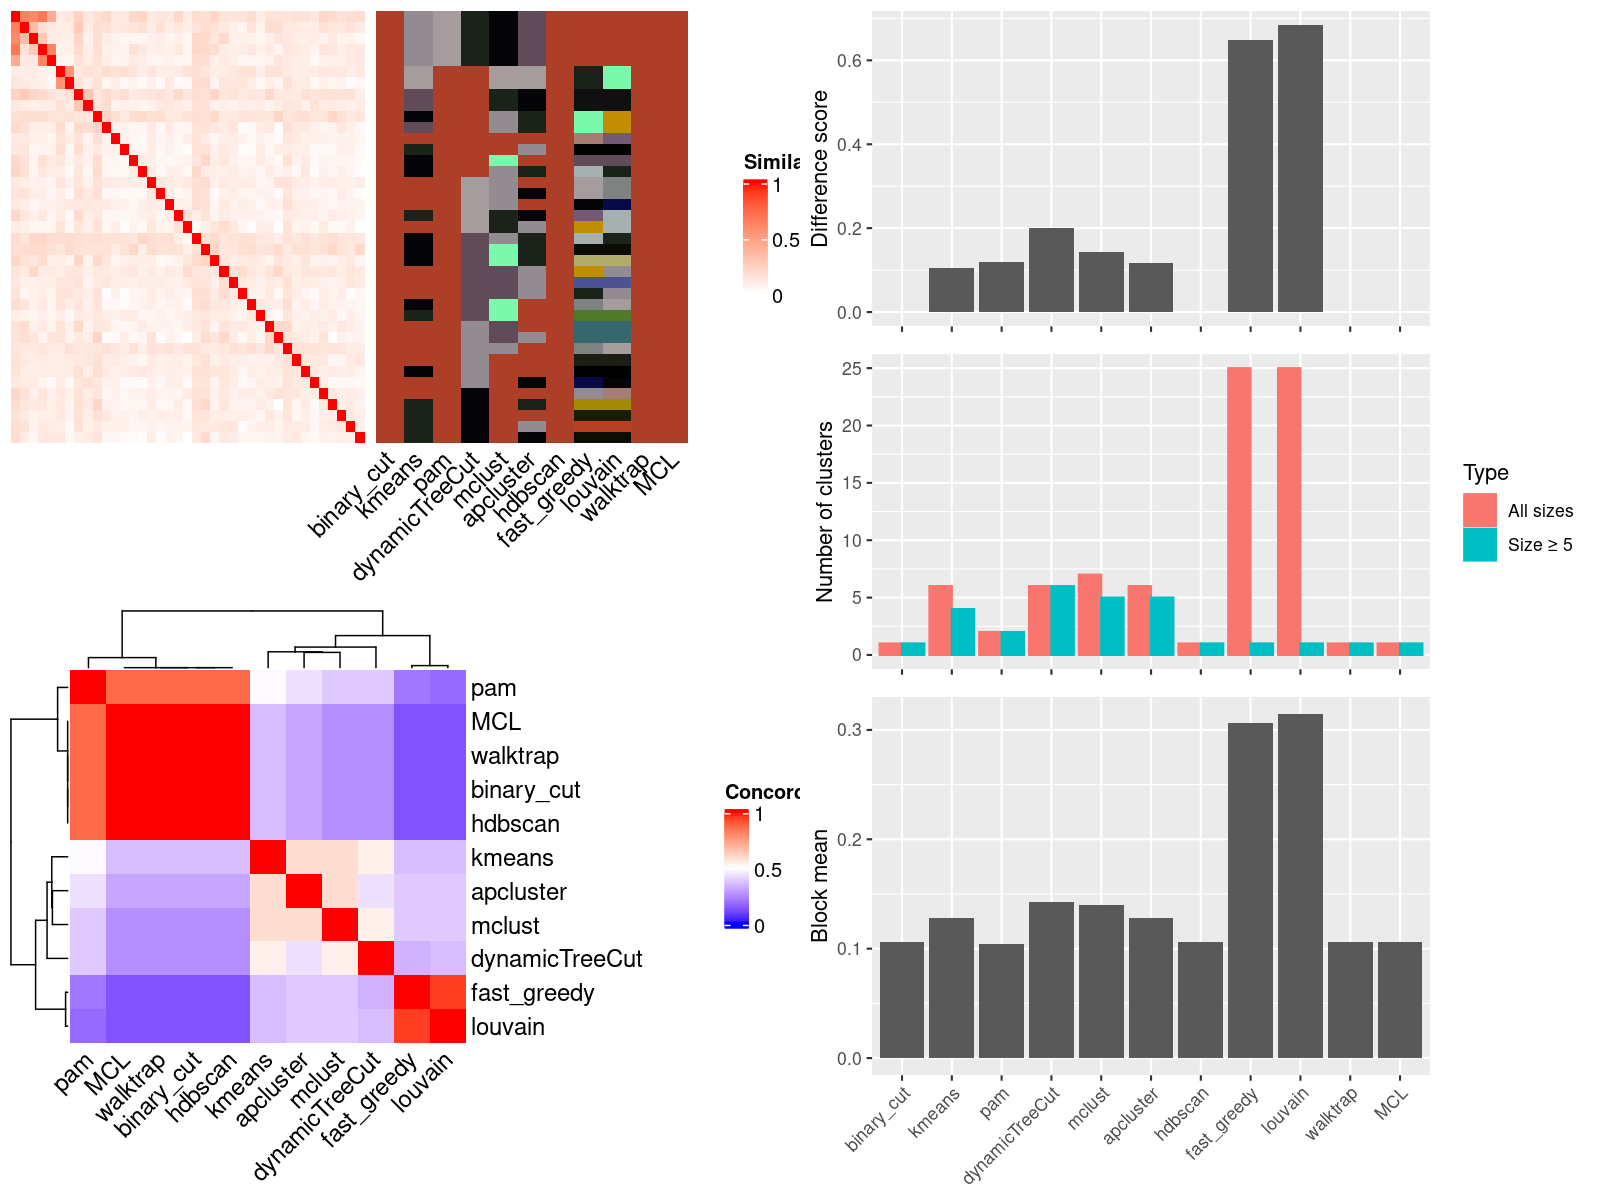 Simila
1
0.5
0
binary_cut
kmeans
pam
dynamicTreeCut
mclust
apcluster
hdbscan
fast_greedy
louvain
walktrap
MCL
pam
MCL
walktrap
binary_cut
hdbscan
kmeans
apcluster
mclust
dynamicTreeCut
fast_greedy
louvain
pam
MCL
walktrap
binary_cut
hdbscan
kmeans
apcluster
mclust
dynamicTreeCut
fast_greedy
louvain
Concord
1
0.5
0
Difference score
0.6
0.4
0.2
0.0
Number of clusters
25
20
15
10
5
0
Type
All sizes
Size ≥ 5
Block mean
0.3
0.2
0.1
0.0
binary_cut
kmeans
pam
dynamicTreeCut
mclust
apcluster
hdbscan
fast_greedy
louvain
walktrap
MCL